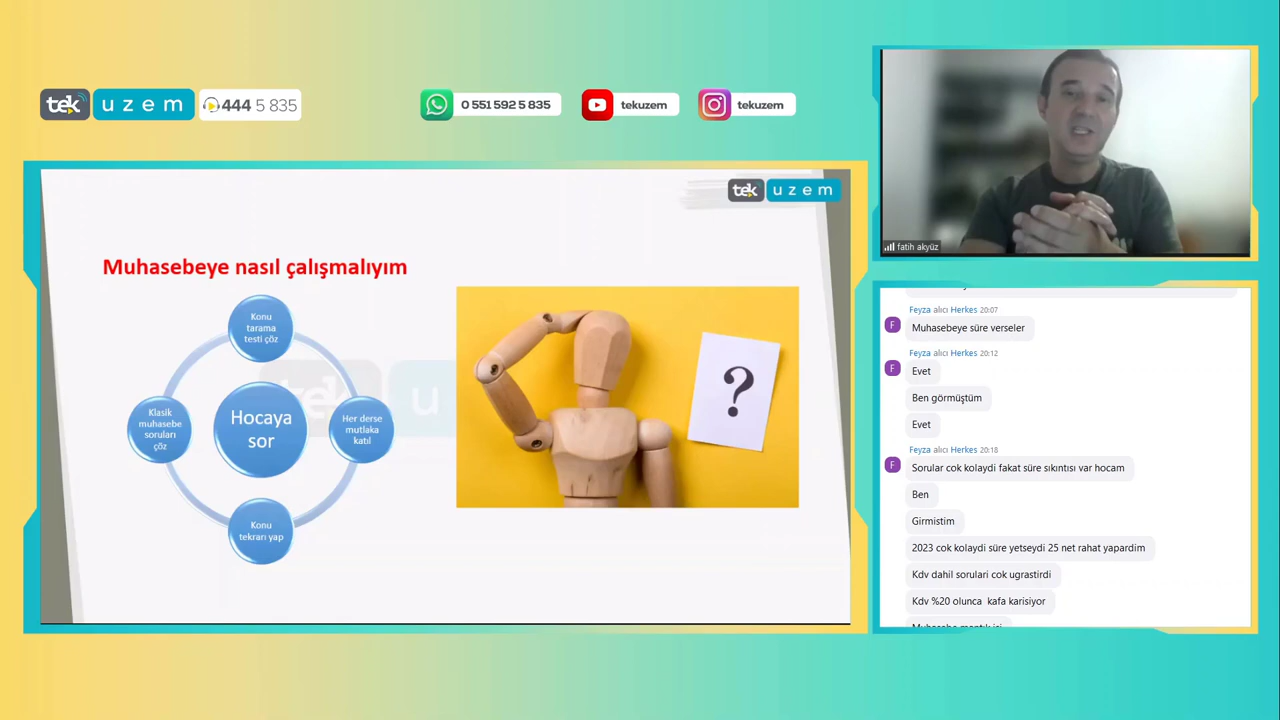 tek uzem 444 5 835
0 551 592 5 835
tekuzem
tekuzem
tek uzem
Muhasebeye nasıl çalışmalıyım
Konu
tarama
testi çöz
Klasik
muhasebe
soruları
çöz
Hocaya
sor
Her derse
mutlaka
katıl
Konu
tekrarı yap
?
fatih akyüz
Feyza alıcı Herkes 20:07
F
Muhasebeye süre verseler
Feyza alıcı Herkes 20:12
F
Evet
Ben görmüştüm
Evet
Feyza alıcı Herkes 20:18
F
Sorular cok kolaydi fakat süre sıkıntısı var hocam
Ben
Girmistim
2023 cok kolaydi süre yetseydi 25 net rahat yapardim
Kdv dahil sorulari cok ugrastirdi
Kdv %20 olunca kafa karisiyor